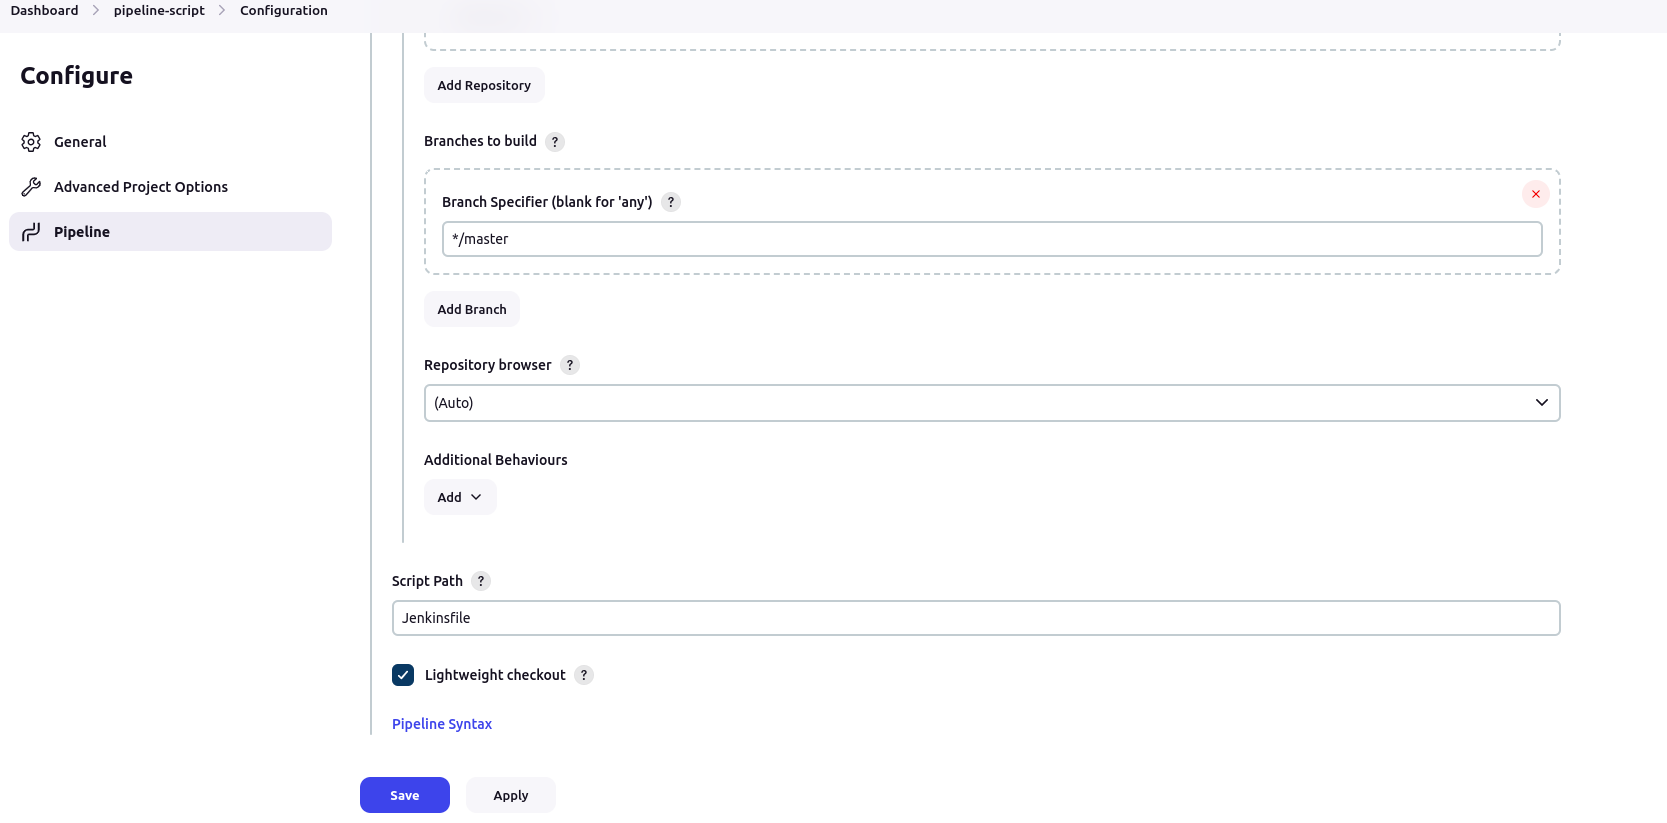 Dashboard > pipeline-script > Configuration
Configure
General
Advanced Project Options
Pipeline
Add Repository
Branches to build ?
Branch Specifier (blank for 'any') ?
*/master
Add Branch
Repository browser ?
(Auto)
Additional Behaviours
Add
Script Path ?
Jenkinsfile
Lightweight checkout ?
Pipeline Syntax
Save Apply